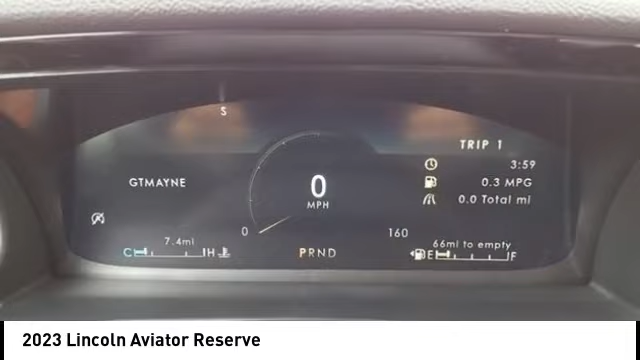 S
TRIP 1
3:59
GTMAYNE
0
MPH
0.3 MPG
0.0 Total mi
0
160
7.4mi
66mi to empty
C H
PRND
E F
2023 Lincoln Aviator Reserve